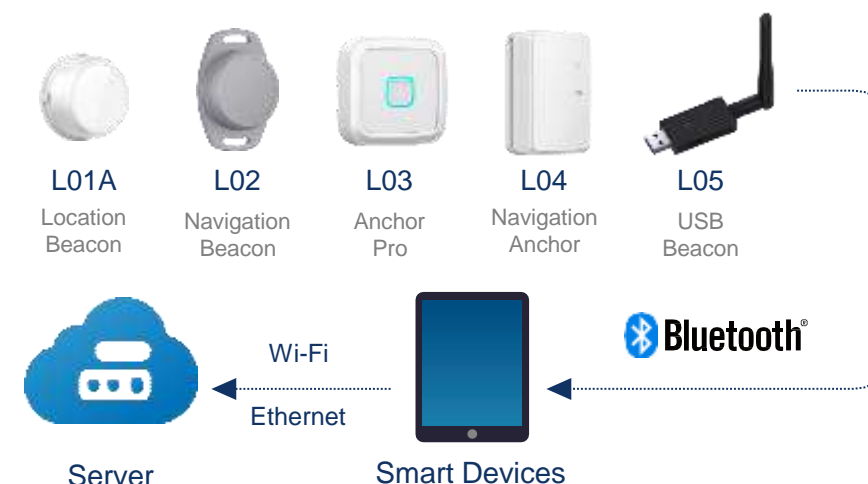 L01A
Location
Beacon
L02
Navigation
Beacon
L03
Anchor
Pro
L04
Navigation
Anchor
L05
USB
Beacon
Bluetooth®
Wi-Fi
Ethernet
Server
Smart Devices